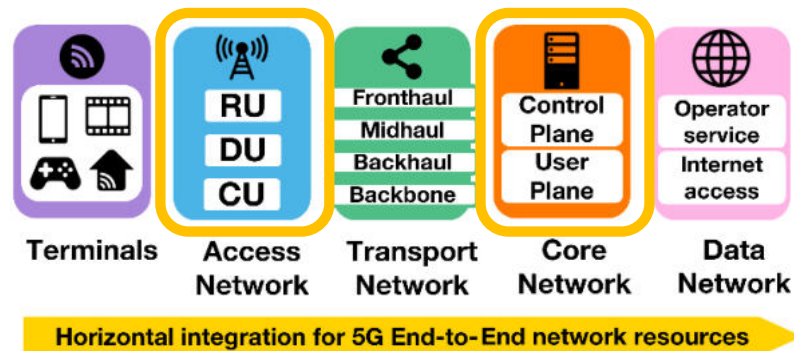 RU
DU
CU
Fronthaul
Midhaul
Backhaul
Backbone
Control
Plane
User
Plane
Operator
service
Internet
access
Terminals
Access
Network
Transport
Network
Core
Network
Data
Network
Horizontal integration for 5G End-to-End network resources